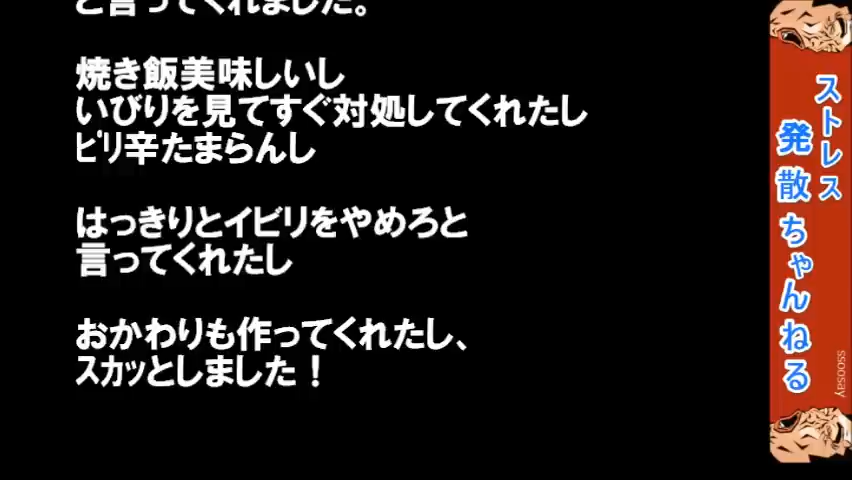 と言ってくれました。
焼き飯美味しいし
いびりを見てすぐ対処してくれたし
ﾋﾟﾘ辛たまらんし
はっきりとイビリをやめろと
言ってくれたし
おかわりも作ってくれたし、
ｽｶｯとしました！
ストレス
発散ちゃんねる
ssoosay